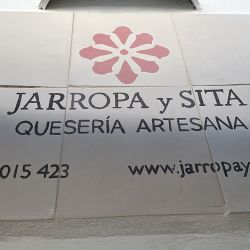 JARROPA y SITA
QUESERÍA ARTESANA
015 423 www.jarropay